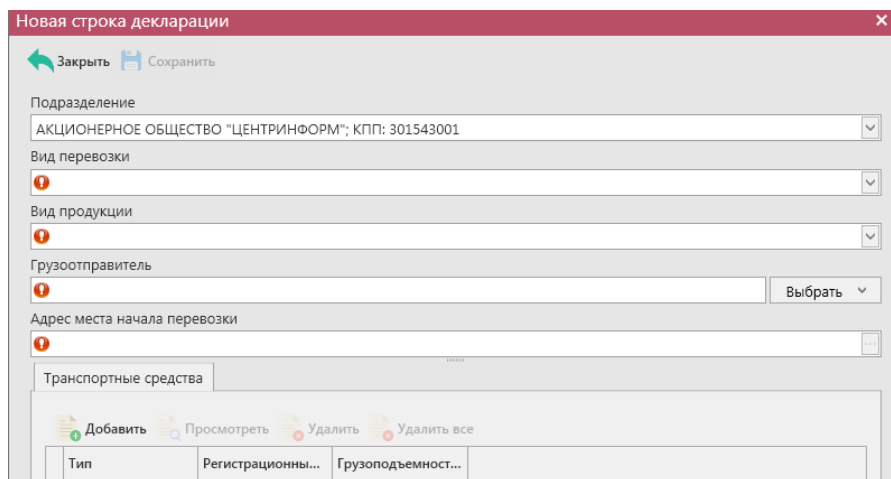 Новая строка декларации
Закрыть Сохранить
Подразделение
АКЦИОНЕРНОЕ ОБЩЕСТВО "ЦЕНТРИНФОРМ"; КПП: 301543001
Вид перевозки
Вид продукции
Грузоотправитель
Выбрать
Адрес места начала перевозки
Транспортные средства
Добавить Просмотреть Удалить Удалить все
Тип Регистрационны... Грузоподъемност...